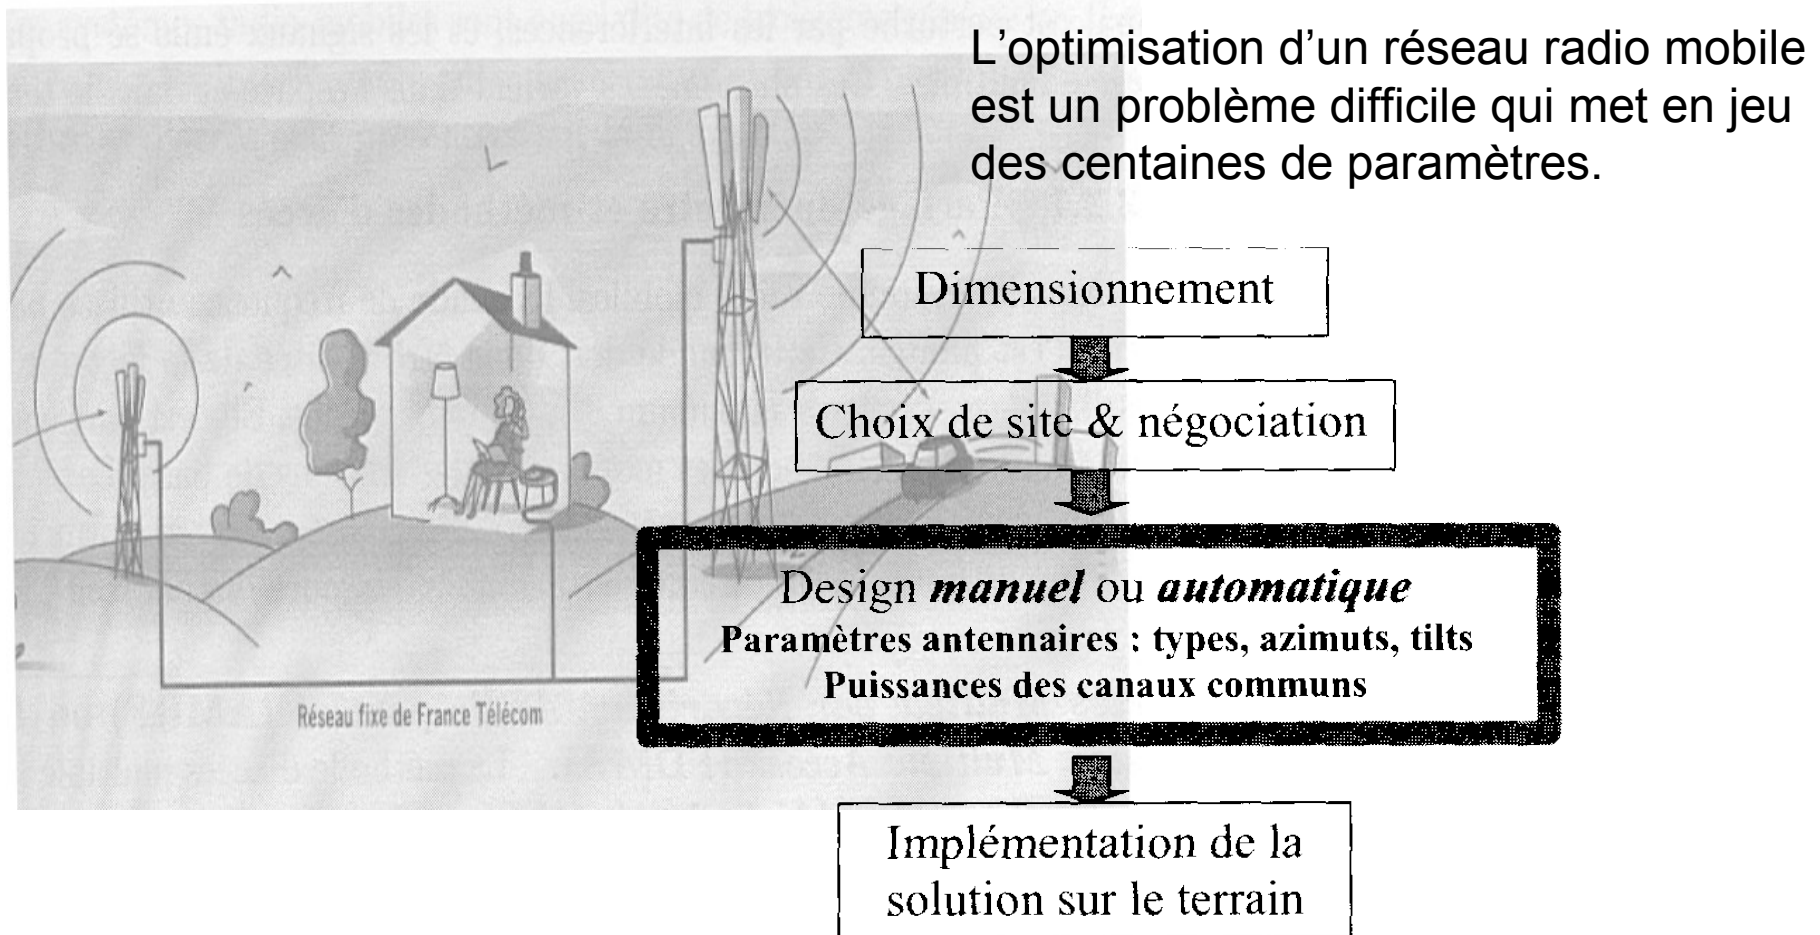 L’optimisation d’un réseau radio mobile
est un problème difficile qui met en jeu
des centaines de paramètres.
Dimensionnement
Choix de site & négociation
Design manuel ou automatique
Paramètres antennaires : types, azimuts, tilts
Puissances des canaux communs
Réseau fixe de France Télécom
Implémentation de la
solution sur le terrain